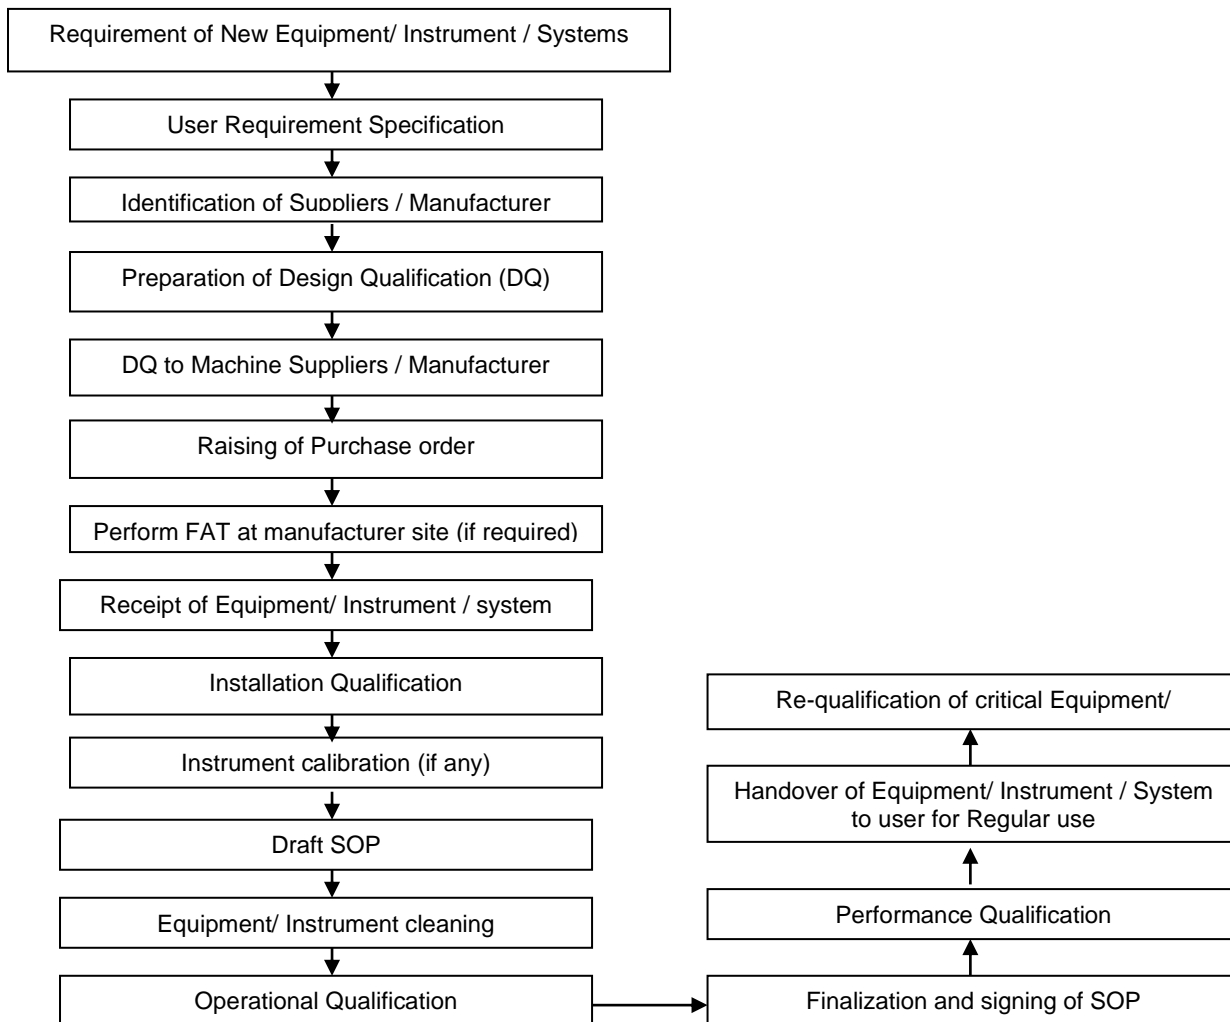 Requirement of New Equipment/ Instrument / Systems
User Requirement Specification
Identification of Suppliers / Manufacturer
Preparation of Design Qualification (DQ)
DQ to Machine Suppliers / Manufacturer
Raising of Purchase order
Perform FAT at manufacturer site (if required)
Receipt of Equipment/ Instrument / system
Installation Qualification
Instrument calibration (if any)
Draft SOP
Equipment/ Instrument cleaning
Operational Qualification
Finalization and signing of SOP
Performance Qualification
Handover of Equipment/ Instrument / System
to user for Regular use
Re-qualification of critical Equipment/